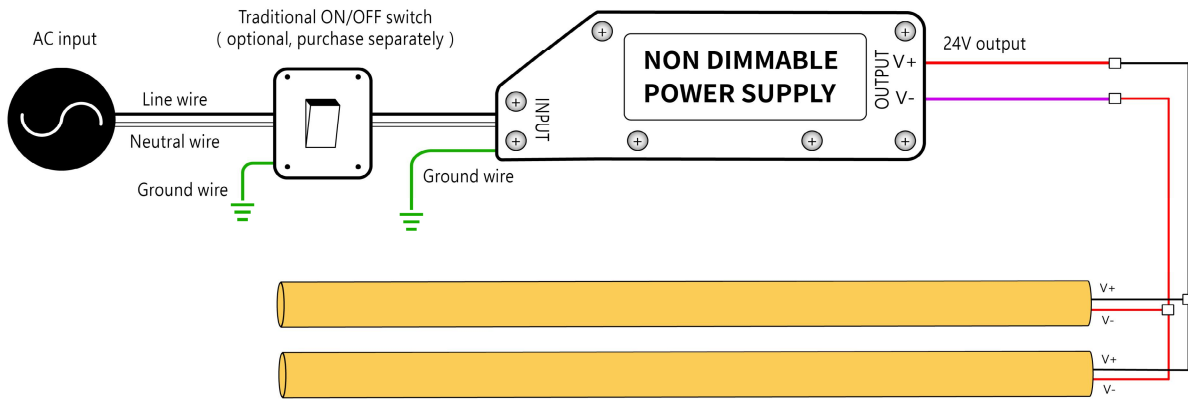 Traditional ON/OFF switch
( optional, purchase separately )
AC input
NON DIMMABLE
POWER SUPPLY
INPUT
OUTPUT
V+
V-
24V output
Line wire
Neutral wire
Ground wire
Ground wire
V+
V-
V+
V-